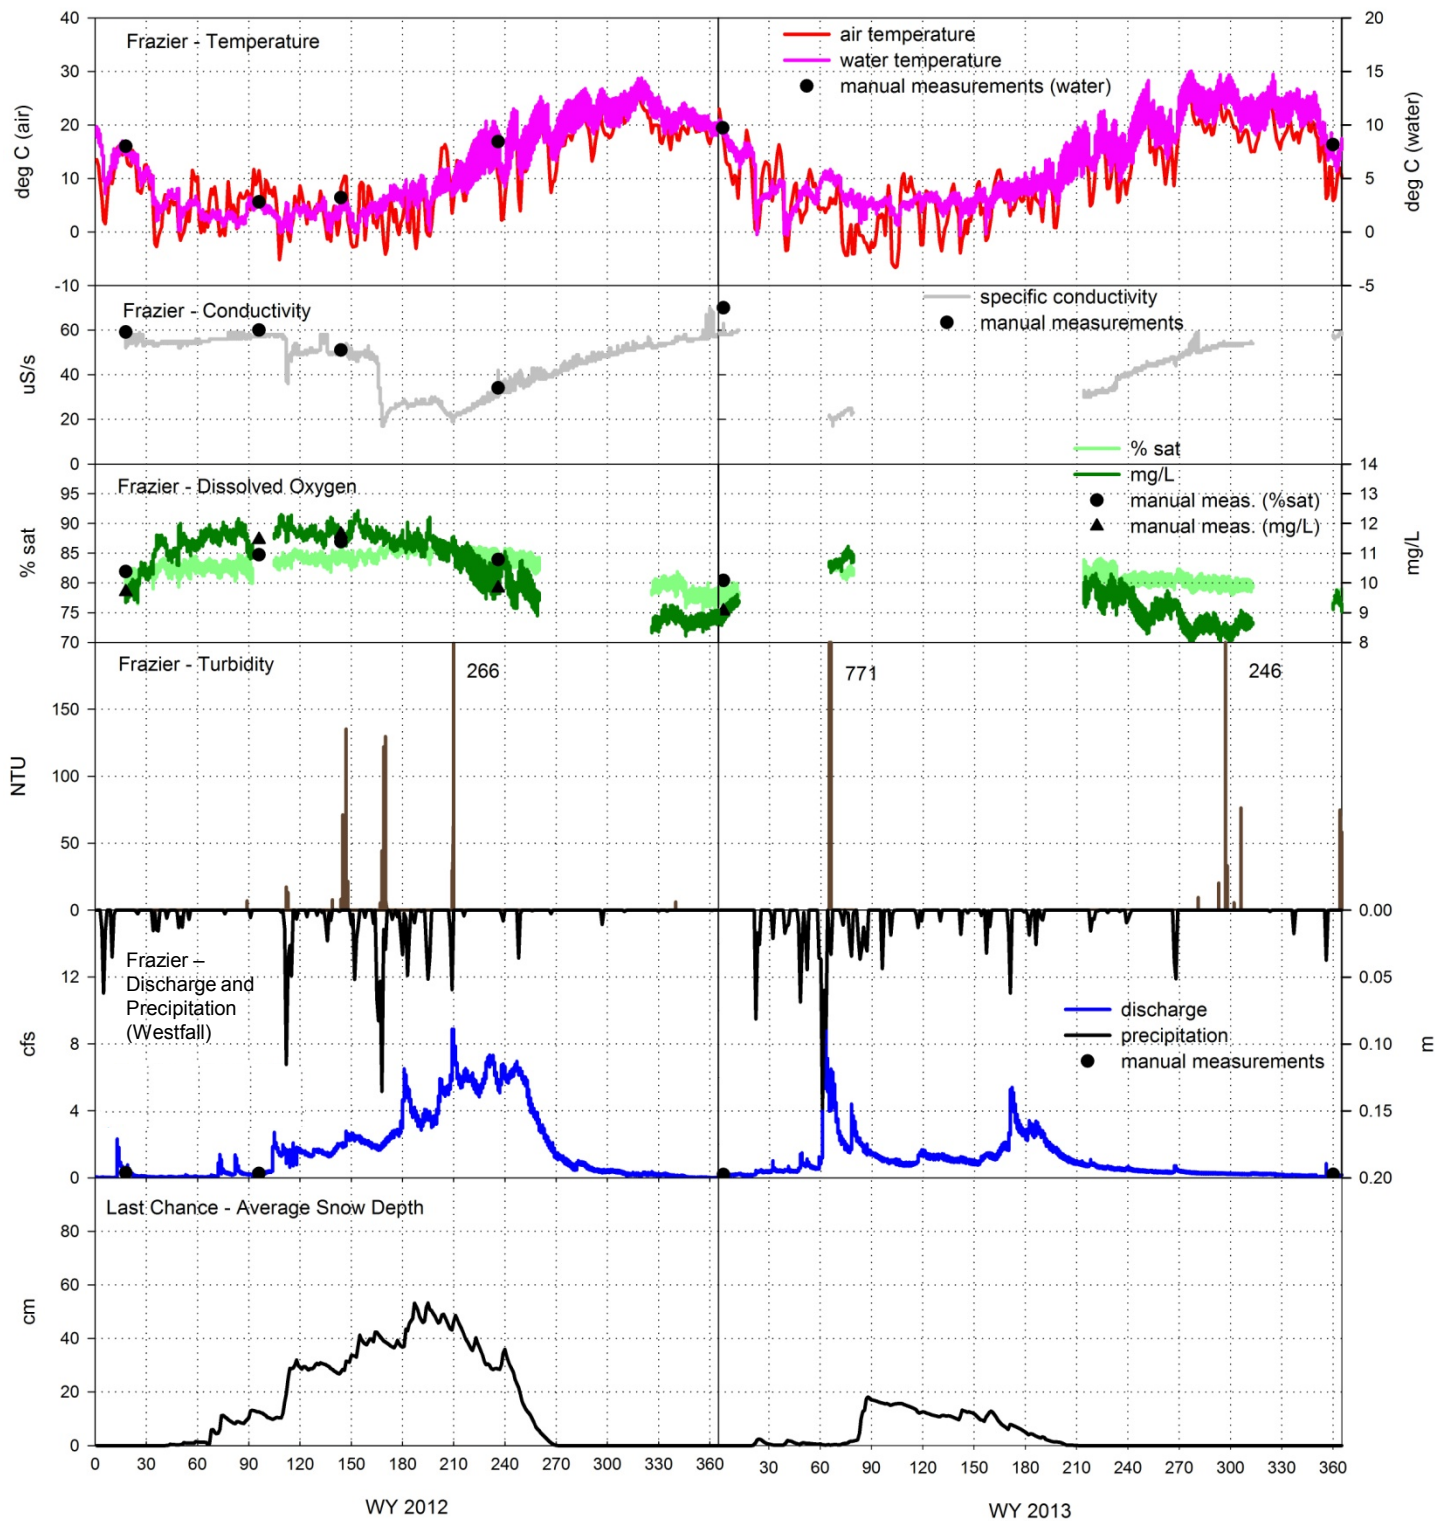 Frazier - Temperature
air temperature
water temperature
manual measurements (water)
deg C (air)
40
30
20
10
0
-10
20
15
10
5
0
-5
deg C (water)
Frazier - Conductivity
specific conductivity
manual measurements
uS/s
60
40
20
0
Frazier - Dissolved Oxygen
% sat
mg/L
manual meas. (%sat)
manual meas. (mg/L)
% sat
95
90
85
80
75
70
14
13
12
11
10
9
8
mg/L
Frazier - Turbidity
266
771
246
NTU
150
100
50
0
Frazier –
Discharge and
Precipitation
(Westfall)
discharge
precipitation
manual measurements
cfs
12
8
4
0
0.00
0.05
0.10
0.15
0.20
m
Last Chance - Average Snow Depth
cm
80
60
40
20
0
0 30 60 90 120 150 180 210 240 270 300 330 360 30 60 90 120 150 180 210 240 270 300 330 360
WY 2012
WY 2013